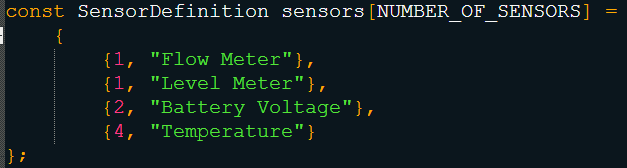 const SensorDefinition sensors[NUMBER_OF_SENSORS] =
{
{1, "Flow Meter"},
{1, "Level Meter"},
{2, "Battery Voltage"},
{4, "Temperature"}
};